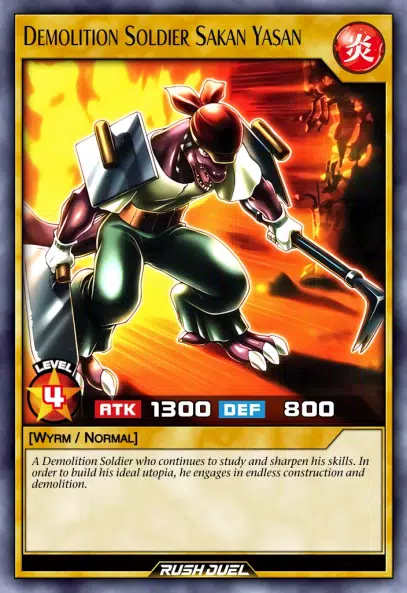 DEMOLITION SOLDIER SAKAN YASAN
炎
LEVEL
4
ATK 1300 DEF 800
[WYRM / NORMAL]
A Demolition Soldier who continues to study and sharpen his skills. In
order to build his ideal utopia, he engages in endless construction and
demolition.
RUSH DUEL